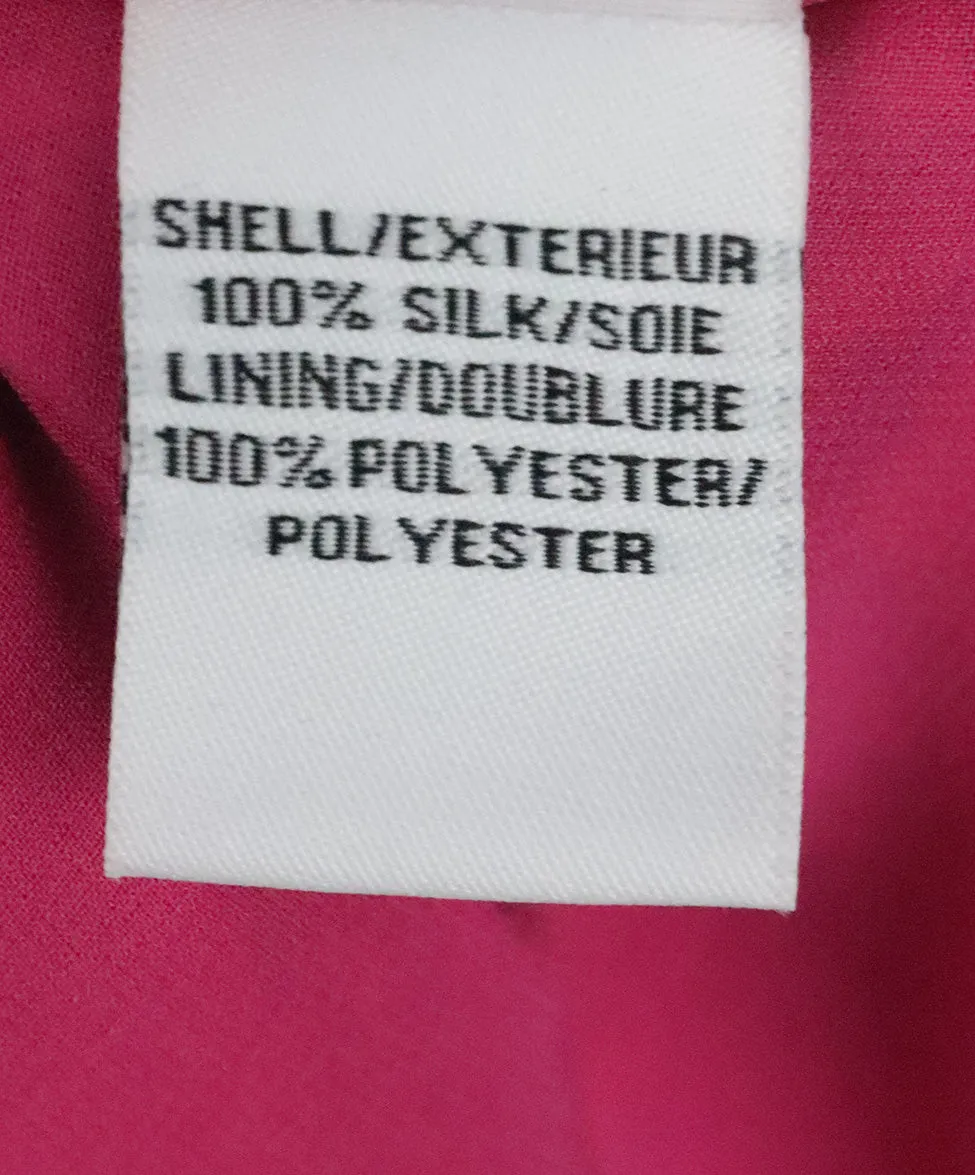 SHELL/EXTERIEUR
100% SILK/SOIE
LINING/DOUBLURE
100% POLYESTER/
POLYESTER